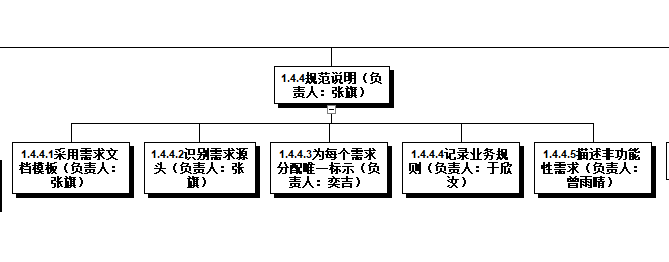 1.4.4规范说明（负
责人：张旗）
1.4.4.1采用需求文
档模板（负责人：
张旗）
1.4.4.2识别需求源
头（负责人：张
旗）
1.4.4.3为每个需求
分配唯一标示（负
责人：奕吉）
1.4.4.4记录业务规
则（负责人：于欣
汝）
1.4.4.5描述非功能
性需求（负责人：
曾雨晴）